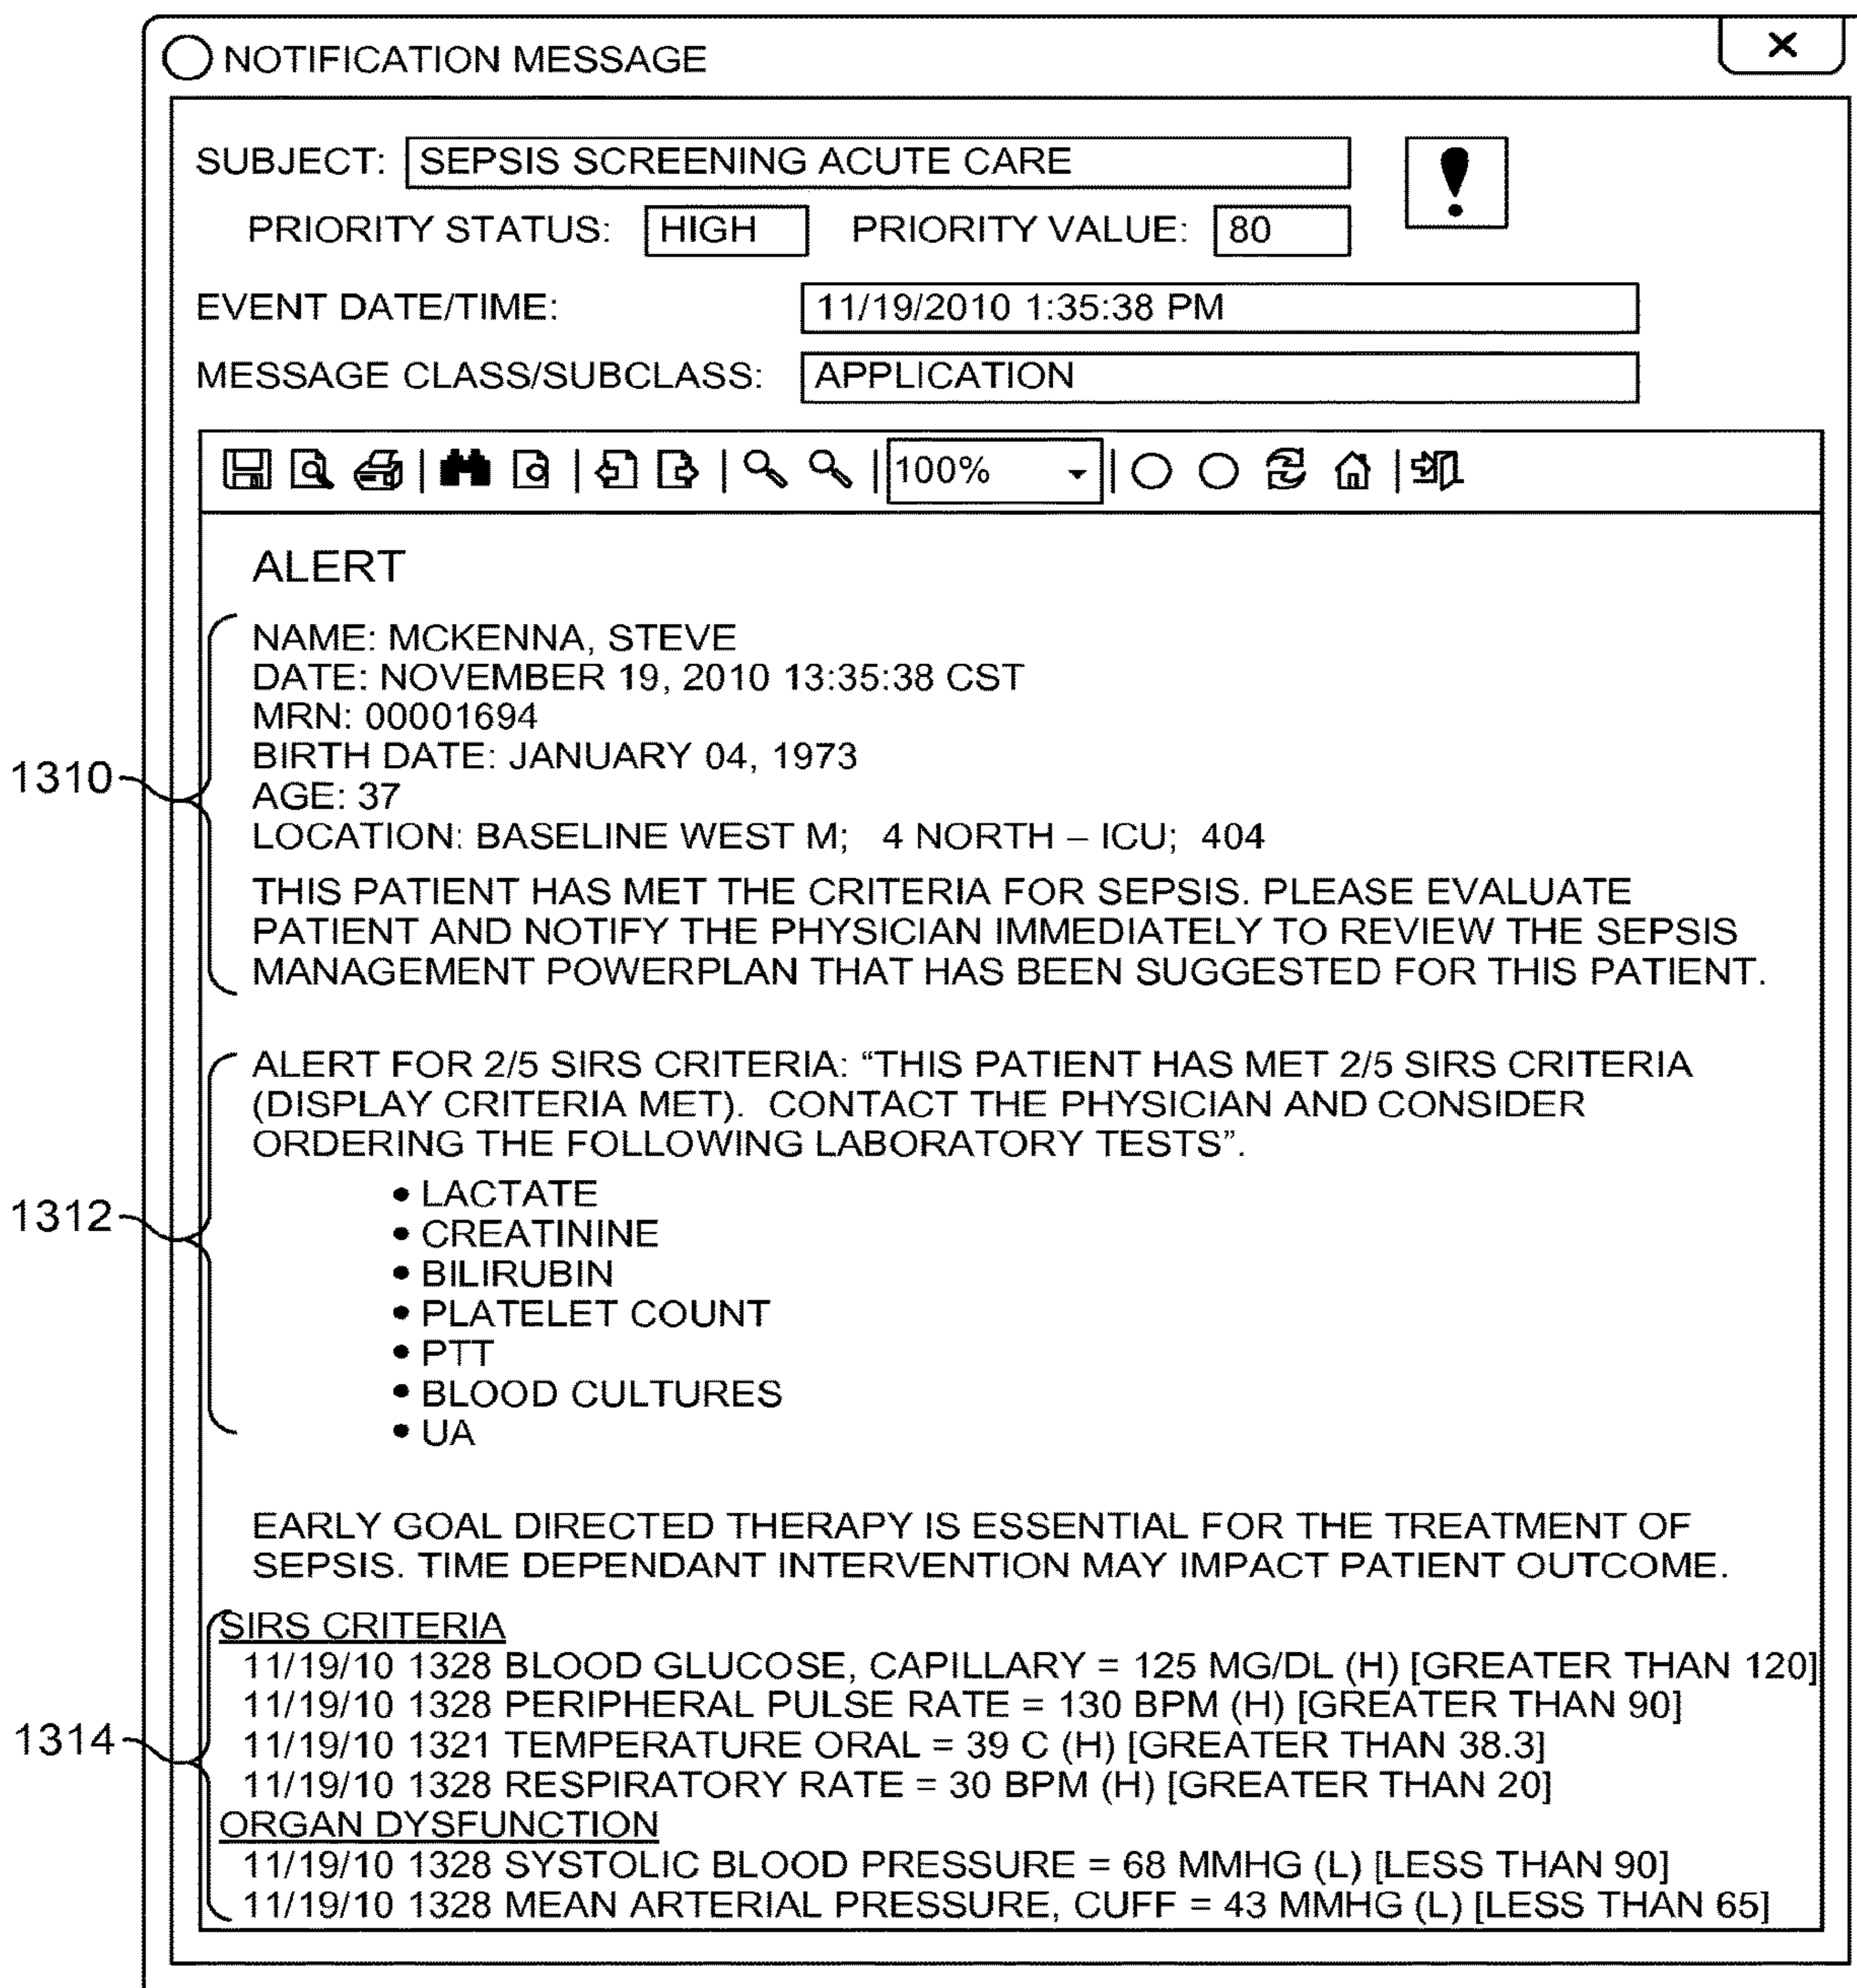 NOTIFICATION MESSAGE
SUBJECT: SEPSIS SCREENING ACUTE CARE
PRIORITY STATUS: HIGH PRIORITY VALUE: 80
EVENT DATE/TIME: 11/19/2010 1:35:38 PM
MESSAGE CLASS/SUBCLASS: APPLICATION
100%
ALERT
NAME: MCKENNA, STEVE
DATE: NOVEMBER 19, 2010 13:35:38 CST
MRN: 00001694
BIRTH DATE: JANUARY 04, 1973
1310
AGE: 37
LOCATION: BASELINE WEST M; 4 NORTH – ICU; 404
THIS PATIENT HAS MET THE CRITERIA FOR SEPSIS. PLEASE EVALUATE
PATIENT AND NOTIFY THE PHYSICIAN IMMEDIATELY TO REVIEW THE SEPSIS
MANAGEMENT POWERPLAN THAT HAS BEEN SUGGESTED FOR THIS PATIENT.
ALERT FOR 2/5 SIRS CRITERIA: “THIS PATIENT HAS MET 2/5 SIRS CRITERIA
(DISPLAY CRITERIA MET). CONTACT THE PHYSICIAN AND CONSIDER
ORDERING THE FOLLOWING LABORATORY TESTS”.
• LACTATE
1312
• CREATININE
• BILIRUBIN
• PLATELET COUNT
• PTT
• BLOOD CULTURES
• UA
EARLY GOAL DIRECTED THERAPY IS ESSENTIAL FOR THE TREATMENT OF
SEPSIS. TIME DEPENDANT INTERVENTION MAY IMPACT PATIENT OUTCOME.
SIRS CRITERIA
11/19/10 1328 BLOOD GLUCOSE, CAPILLARY = 125 MG/DL (H) [GREATER THAN 120]
11/19/10 1328 PERIPHERAL PULSE RATE = 130 BPM (H) [GREATER THAN 90]
1314
11/19/10 1321 TEMPERATURE ORAL = 39 C (H) [GREATER THAN 38.3]
11/19/10 1328 RESPIRATORY RATE = 30 BPM (H) [GREATER THAN 20]
ORGAN DYSFUNCTION
11/19/10 1328 SYSTOLIC BLOOD PRESSURE = 68 MMHG (L) [LESS THAN 90]
11/19/10 1328 MEAN ARTERIAL PRESSURE, CUFF = 43 MMHG (L) [LESS THAN 65]